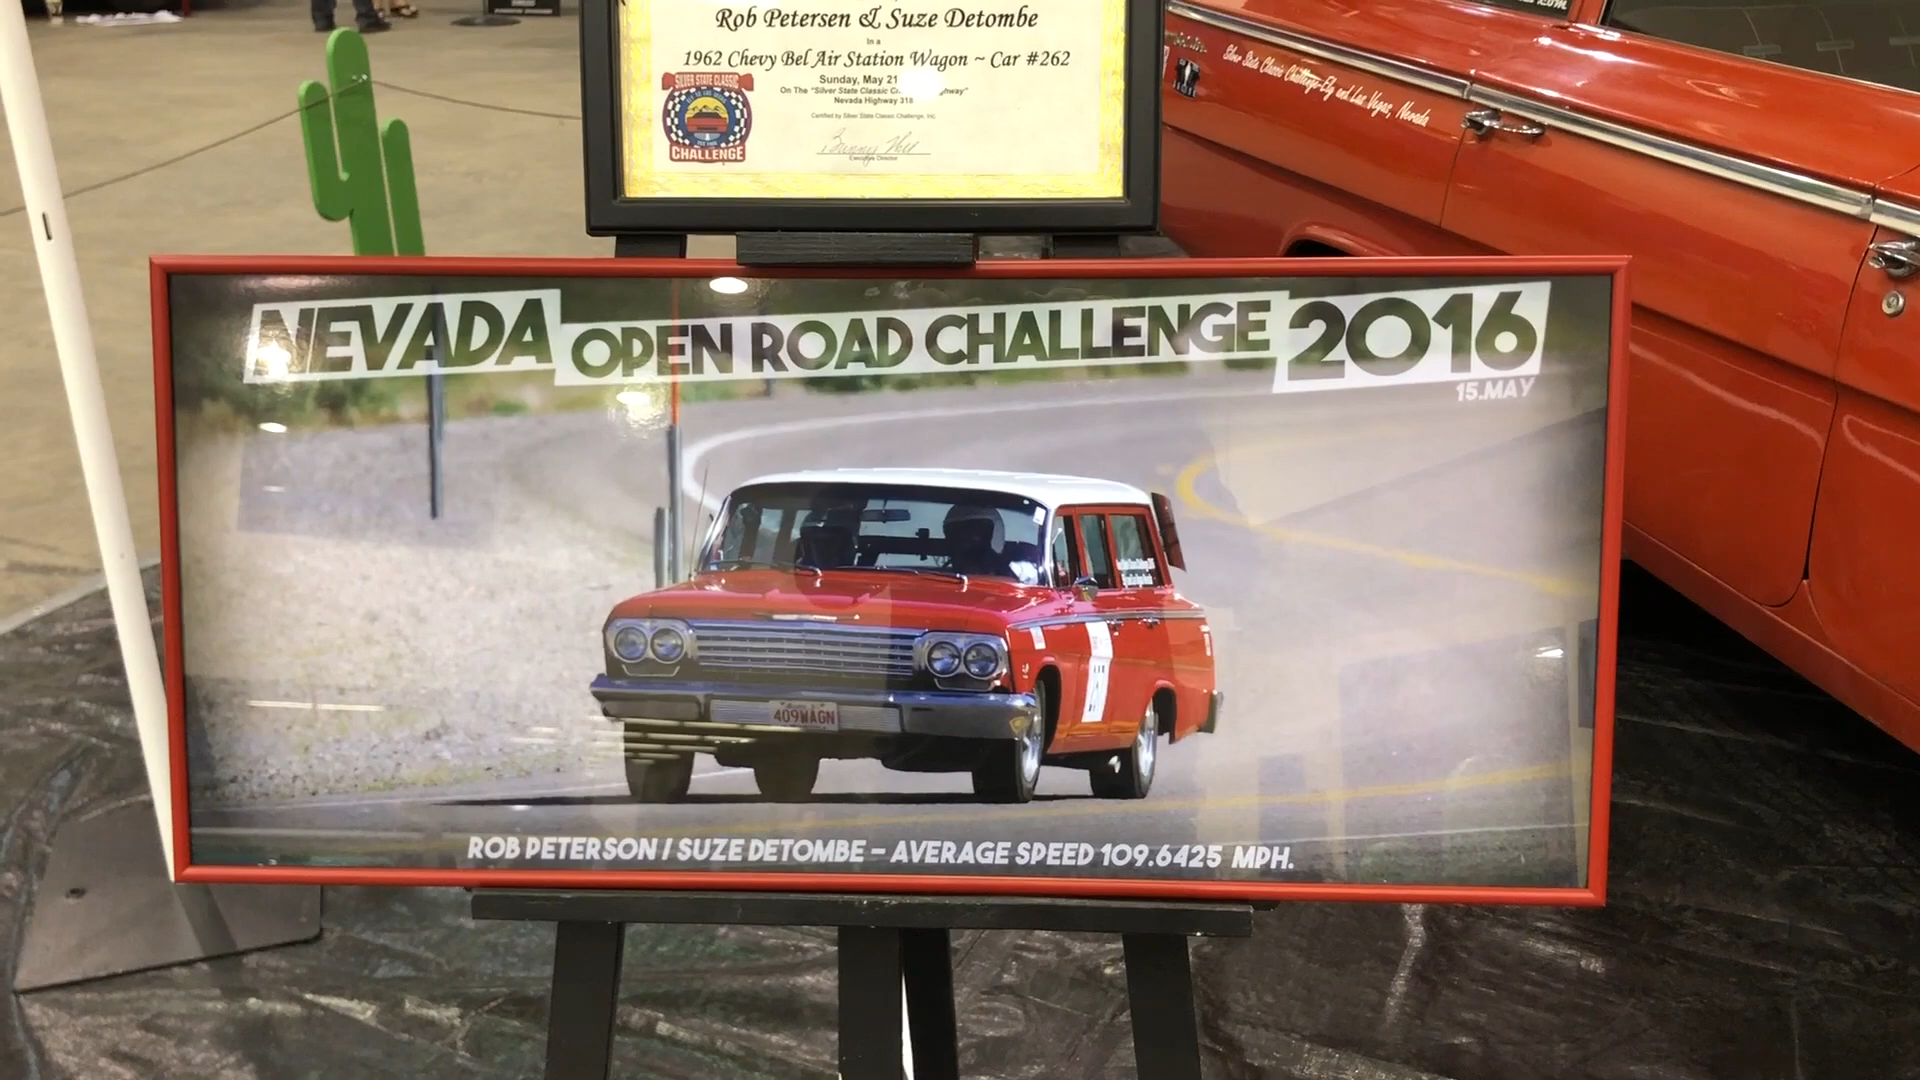 Rob Petersen & Suze Detombe
In a
1962 Chevy Bel Air Station Wagon ~ Car #262
Sunday, May 21
On The "Silver State Classic
Nevada Highway 318
Certified by Silver State Classic Challenge, Inc.
Executive Director
SILVER STATE CLASSIC
CHALLENGE
Silver State Classic Challenge-Ely and Las Vegas, Nevada
NEVADA OPEN ROAD CHALLENGE 2016
15.MAY
409WAGN
ROB PETERSON / SUZE DETOMBE – AVERAGE SPEED 109.6425 MPH.